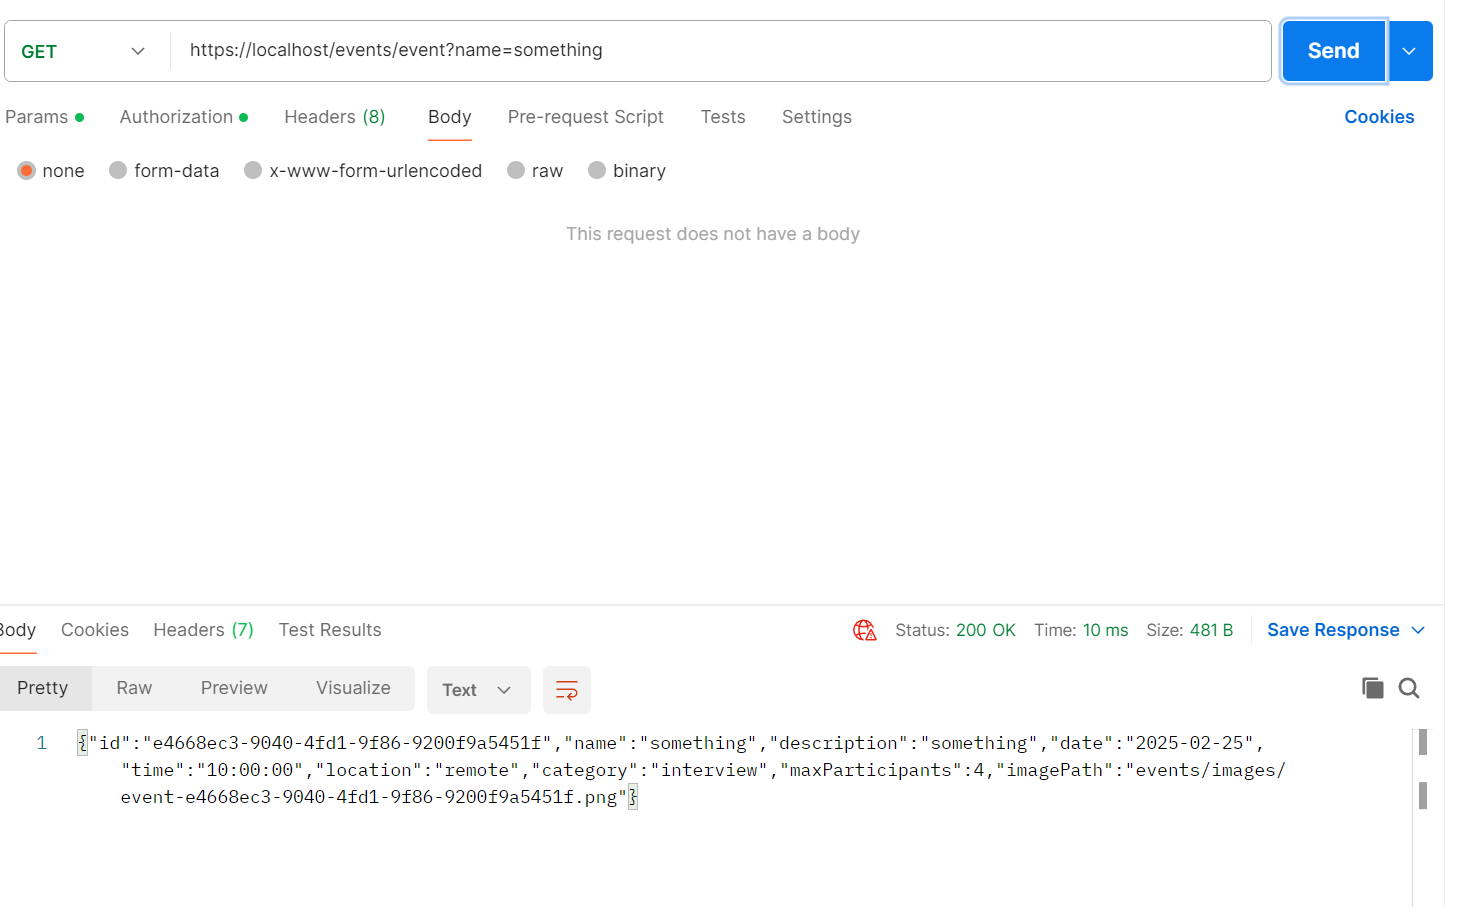 GET https://localhost/events/event?name=something Send
Params Authorization Headers (8) Body Pre-request Script Tests Settings Cookies
none form-data x-www-form-urlencoded raw binary
This request does not have a body
Body Cookies Headers (7) Test Results Status: 200 OK Time: 10 ms Size: 481 B Save Response
Pretty Raw Preview Visualize Text
1 {"id":"e4668ec3-9040-4fd1-9f86-9200f9a5451f","name":"something","description":"something","date":"2025-02-25",
"time":"10:00:00","location":"remote","category":"interview","maxParticipants":4,"imagePath":"events/images/
event-e4668ec3-9040-4fd1-9f86-9200f9a5451f.png"}